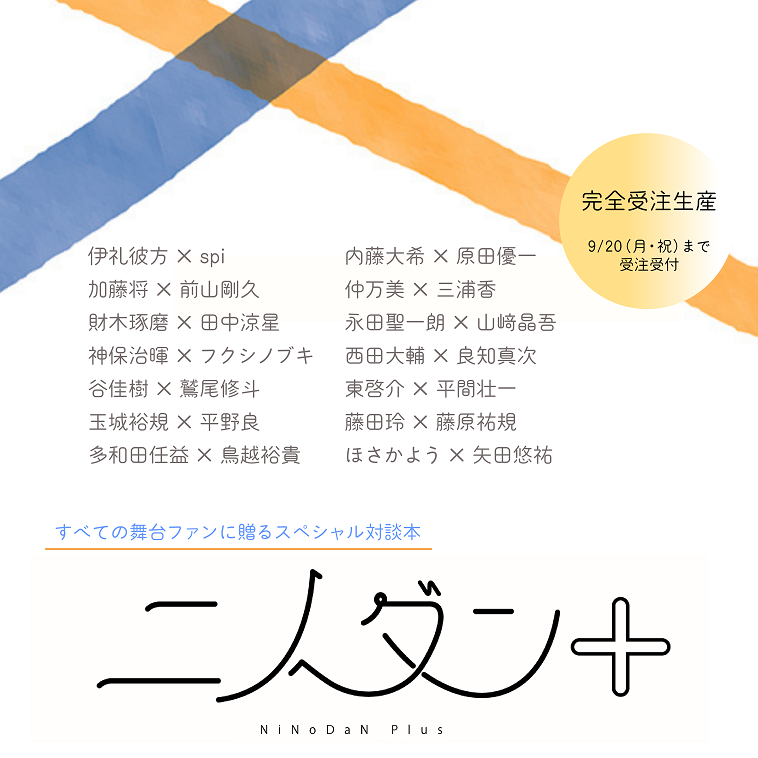 完全受注生産
9/20(月・祝)まで
受注受付
伊礼彼方 × spi
加藤将 × 前山剛久
財木琢磨 × 田中涼星
神保治暉 × フクシノブキ
谷佳樹 × 鷲尾修斗
玉城裕規 × 平野良
多和田任益 × 鳥越裕貴
内藤大希 × 原田優一
仲万美 × 三浦香
永田聖一朗 × 山﨑晶吾
西田大輔 × 良知真次
東啓介 × 平間壮一
藤田玲 × 藤原祐規
ほさかよう × 矢田悠祐
すべての舞台ファンに贈るスペシャル対談本
二人ダン+
NiNoDaN Plus